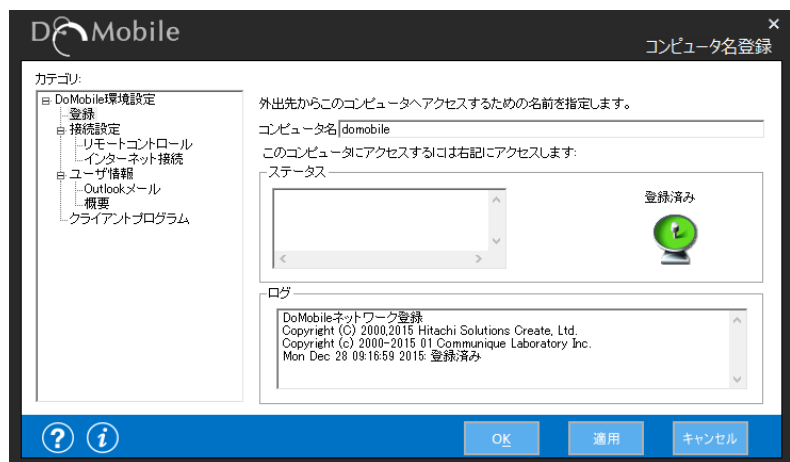 DoMobile
×
コンピュータ名登録
カテゴリ:
DoMobile環境設定
登録
接続設定
リモートコントロール
インターネット接続
ユーザ情報
Outlookメール
概要
クライアントプログラム
外出先からこのコンピュータへアクセスするための名前を指定します。
コンピュータ名 domobile
このコンピュータにアクセスするには右記にアクセスします:
ステータス
登録済み
ログ
DoMobileネットワーク登録
Copyright (C) 2000,2015 Hitachi Solutions Create, Ltd.
Copyright (c) 2000-2015 01 Communique Laboratory Inc.
Mon Dec 28 09:16:59 2015: 登録済み
? i
OK 適用 キャンセル